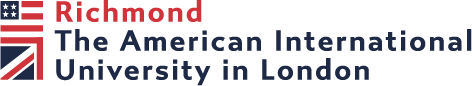 Richmond
The American International
University in London